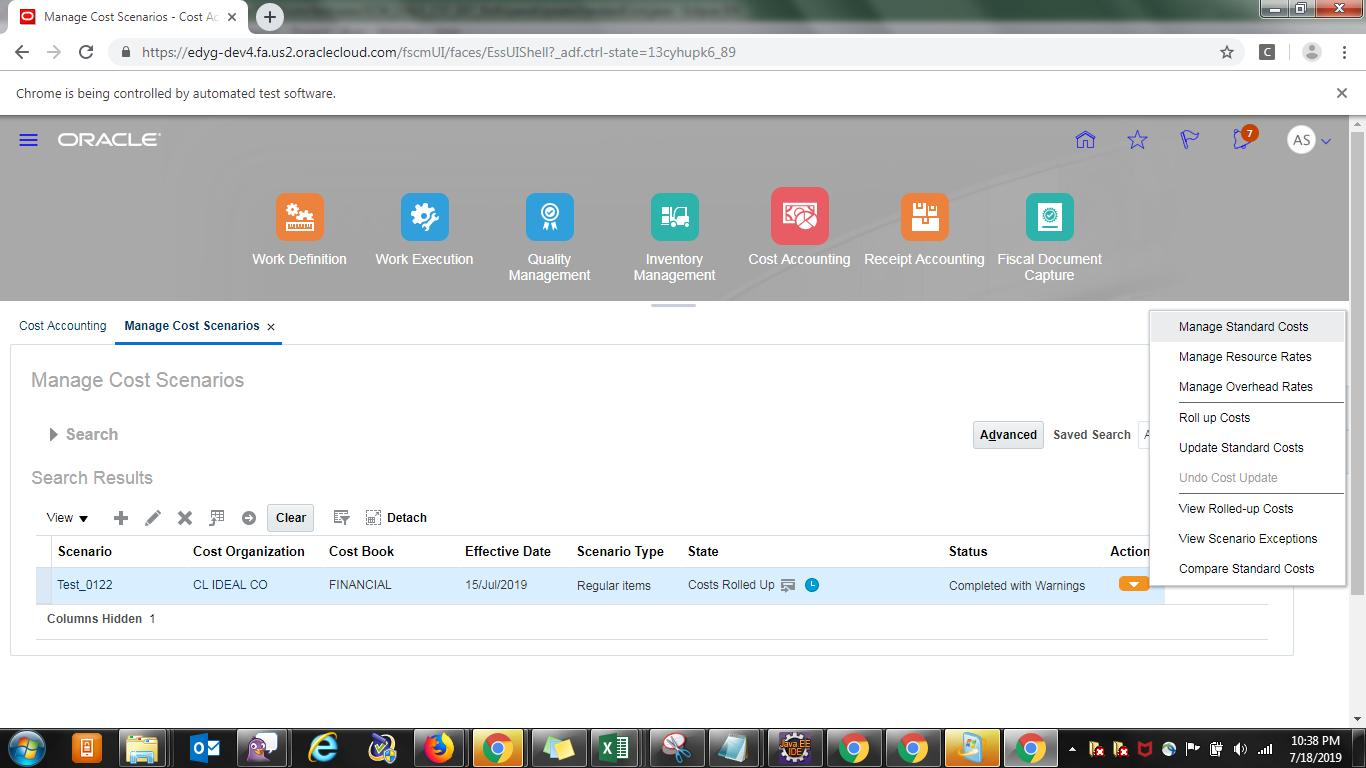 Manage Cost Scenarios - Cost Ac
https://edyg-dev4.fa.us2.oraclecloud.com/fscmUI/faces/EssUIShell?_adf.ctrl-state=13cyhupk6_89
C
Chrome is being controlled by automated test software.
ORACLE
7
AS
Work Definition
Work Execution
Quality Management
Inventory Management
Cost Accounting
Receipt Accounting
Fiscal Document Capture
Cost Accounting
Manage Cost Scenarios
Manage Cost Scenarios
Search
Advanced
Saved Search
Search Results
View
Clear
Detach
Scenario Cost Organization Cost Book Effective Date Scenario Type State Status Action
Test_0122 CL IDEAL CO FINANCIAL 15/Jul/2019 Regular items Costs Rolled Up Completed with Warnings
Columns Hidden 1
Manage Standard Costs
Manage Resource Rates
Manage Overhead Rates
Roll up Costs
Update Standard Costs
Undo Cost Update
View Rolled-up Costs
View Scenario Exceptions
Compare Standard Costs
Java EE
IDE
10:38 PM
7/18/2019